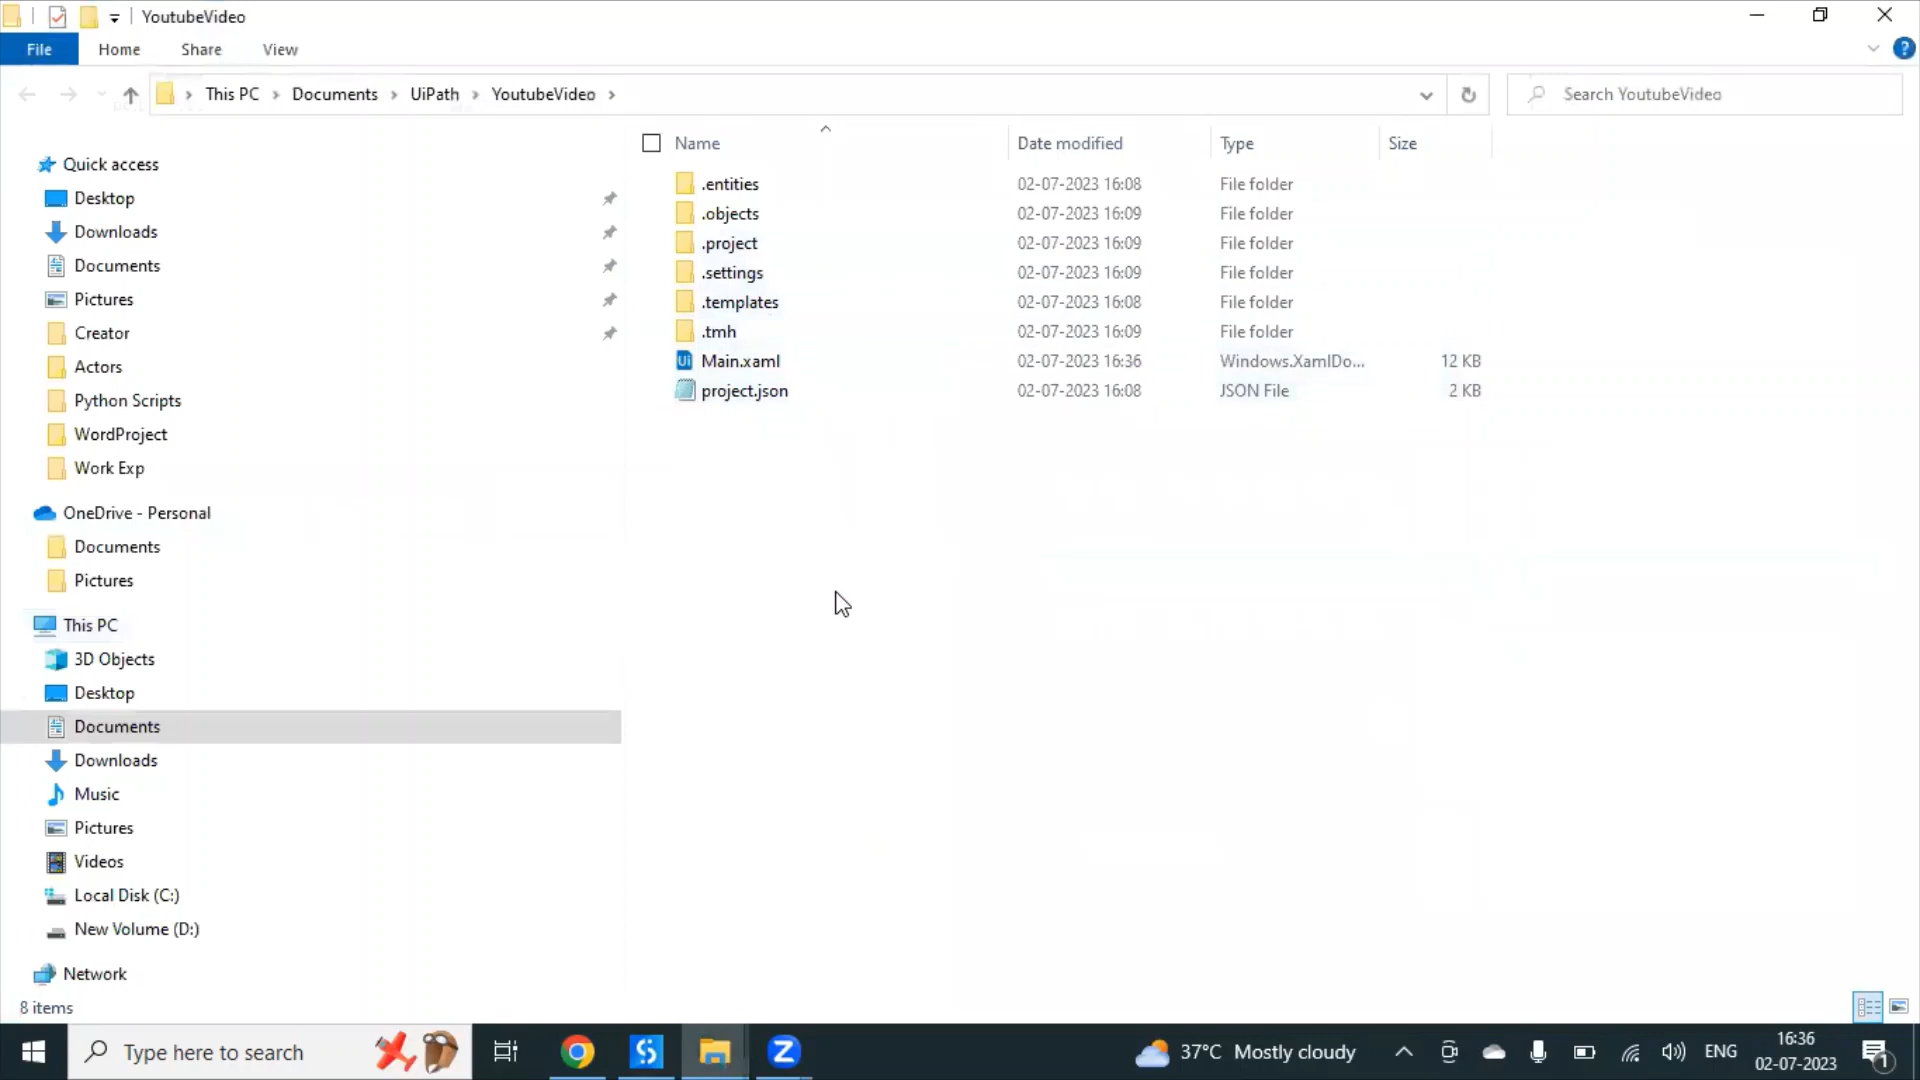 YoutubeVideo
File Home Share View
This PC Documents UiPath YoutubeVideo
Search YoutubeVideo
Name Date modified Type Size
Quick access
Desktop
Downloads
Documents
Pictures
Creator
Actors
Python Scripts
WordProject
Work Exp
OneDrive - Personal
Documents
Pictures
This PC
3D Objects
Desktop
Documents
Downloads
Music
Pictures
Videos
Local Disk (C:)
New Volume (D:)
Network
.entities 02-07-2023 16:08 File folder
.objects 02-07-2023 16:09 File folder
.project 02-07-2023 16:09 File folder
.settings 02-07-2023 16:09 File folder
.templates 02-07-2023 16:08 File folder
.tmh 02-07-2023 16:09 File folder
Main.xaml 02-07-2023 16:36 Windows.XamlDo... 12 KB
project.json 02-07-2023 16:08 JSON File 2 KB
8 items
Type here to search
37°C Mostly cloudy
ENG
16:36
02-07-2023
1